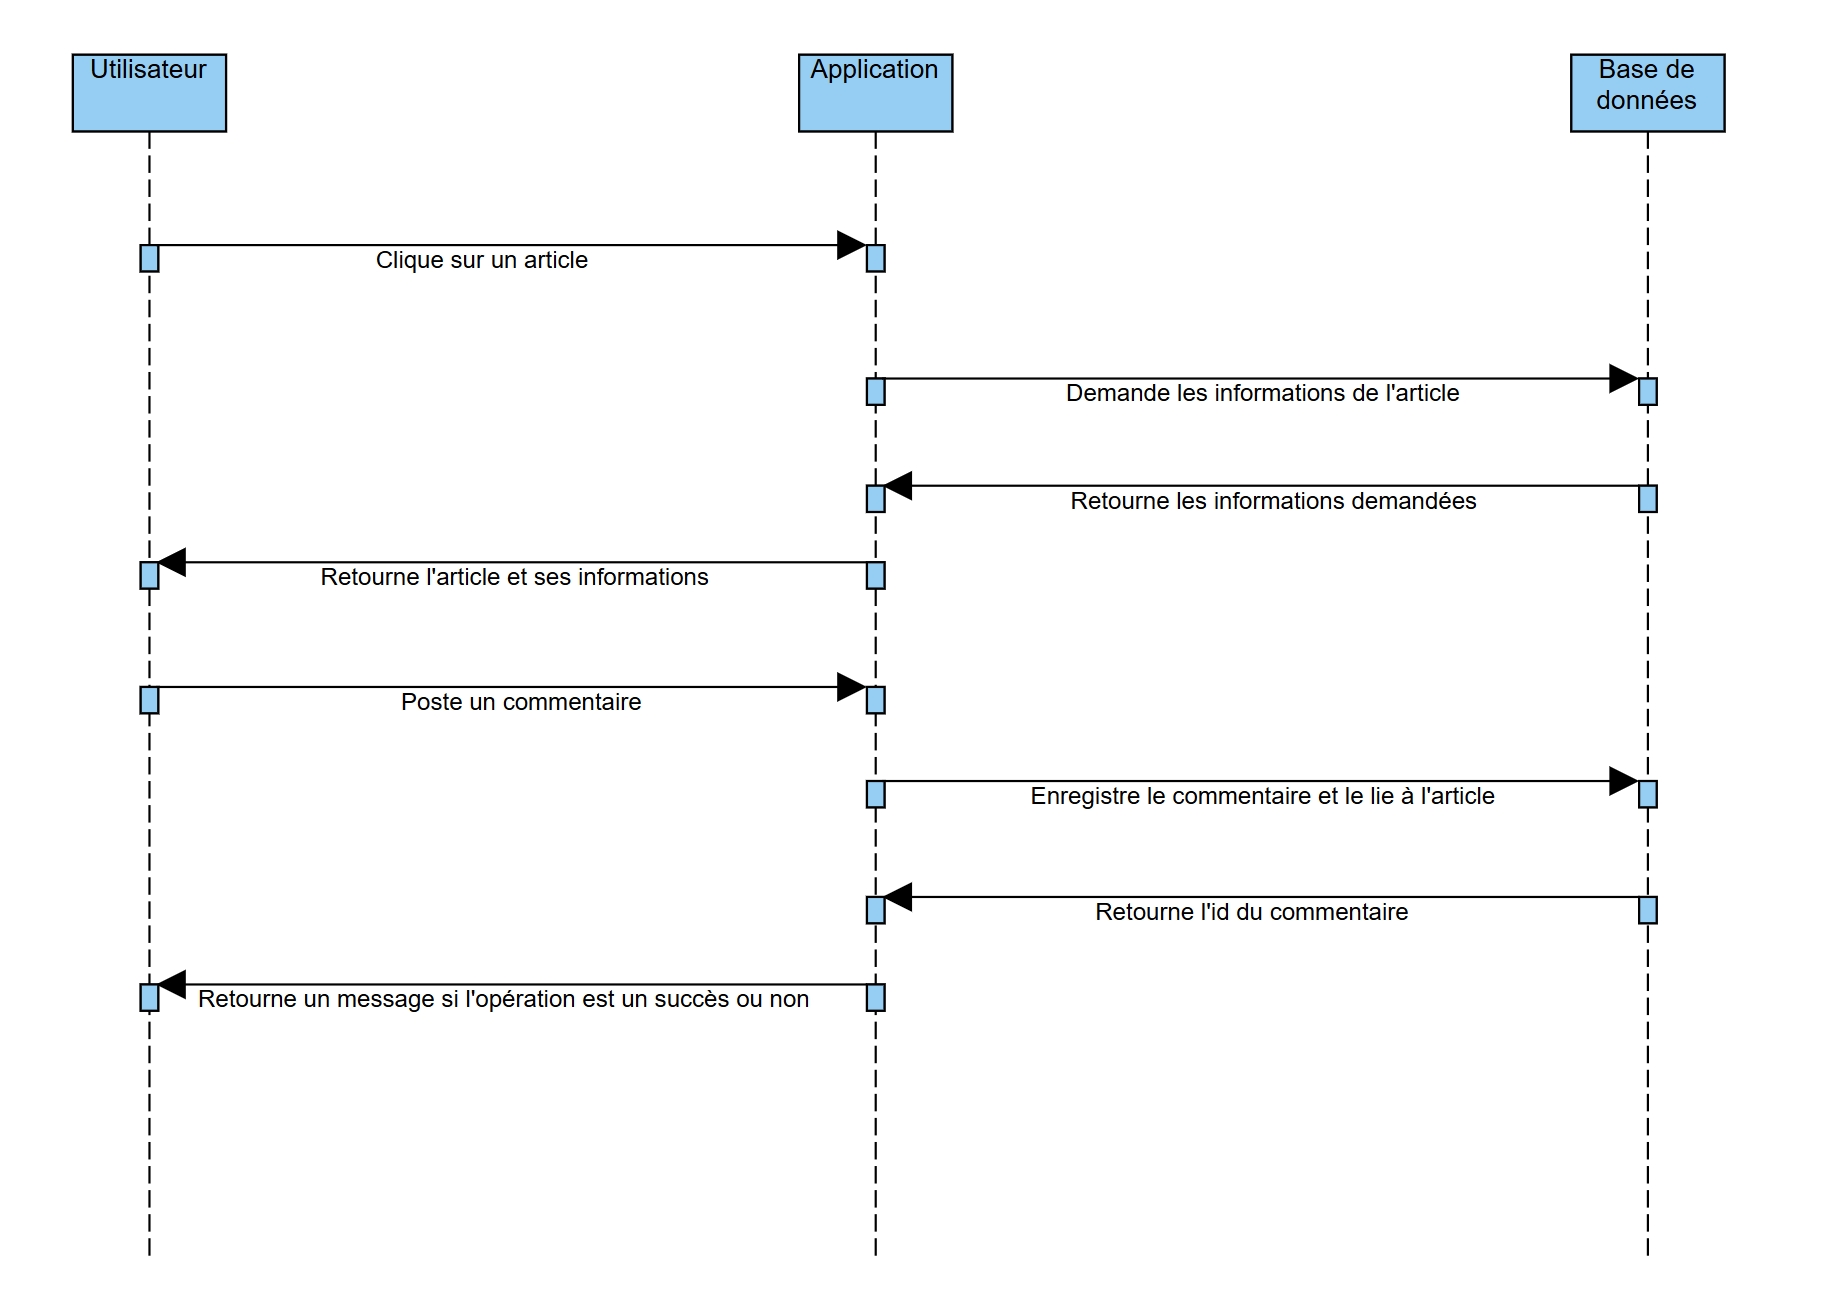 Utilisateur
Application
Base de
données
Clique sur un article
Demande les informations de l'article
Retourne les informations demandées
Retourne l'article et ses informations
Poste un commentaire
Enregistre le commentaire et le lie à l'article
Retourne l'id du commentaire
Retourne un message si l'opération est un succès ou non